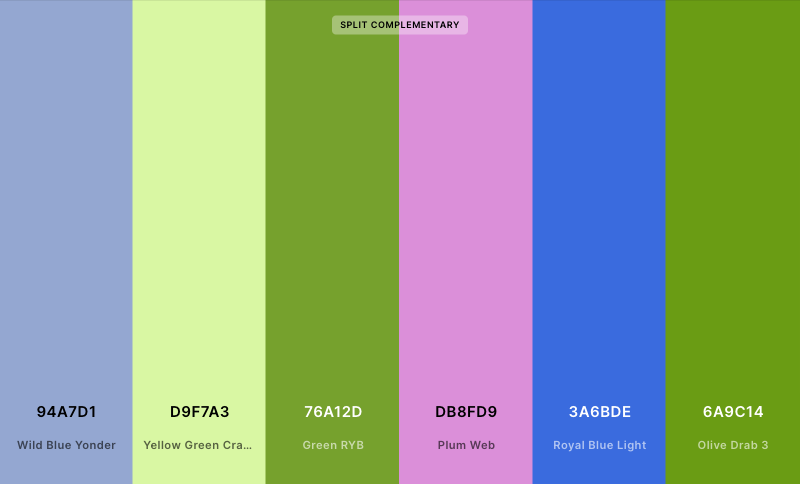 SPLIT COMPLEMENTARY
94A7D1
Wild Blue Yonder
D9F7A3
Yellow Green Cra...
76A12D
Green RYB
DB8FD9
Plum Web
3A6BDE
Royal Blue Light
6A9C14
Olive Drab 3